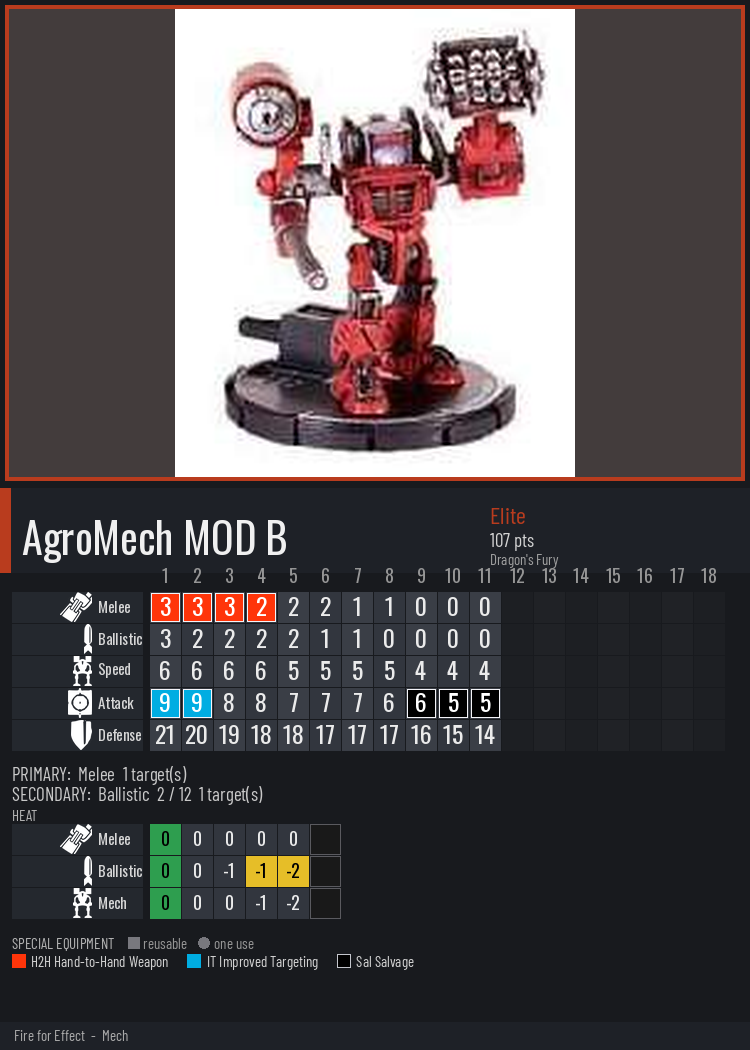 AgroMech MOD B
Elite
107 pts
Dragon's Fury
1 2 3 4 5 6 7 8 9 10 11 12 13 14 15 16 17 18
Melee 3 3 3 2 2 2 1 1 0 0 0
Ballistic 3 2 2 2 2 1 1 0 0 0 0
Speed 6 6 6 6 5 5 5 5 4 4 4
Attack 9 9 8 8 7 7 7 6 6 5 5
Defense 21 20 19 18 18 17 17 17 16 15 14
PRIMARY: Melee 1 target(s)
SECONDARY: Ballistic 2 / 12 1 target(s)
HEAT
Melee 0 0 0 0 0
Ballistic 0 0 -1 -1 -2
Mech 0 0 0 -1 -2
SPECIAL EQUIPMENT reusable one use
H2H Hand-to-Hand Weapon IT Improved Targeting Sal Salvage
Fire for Effect - Mech